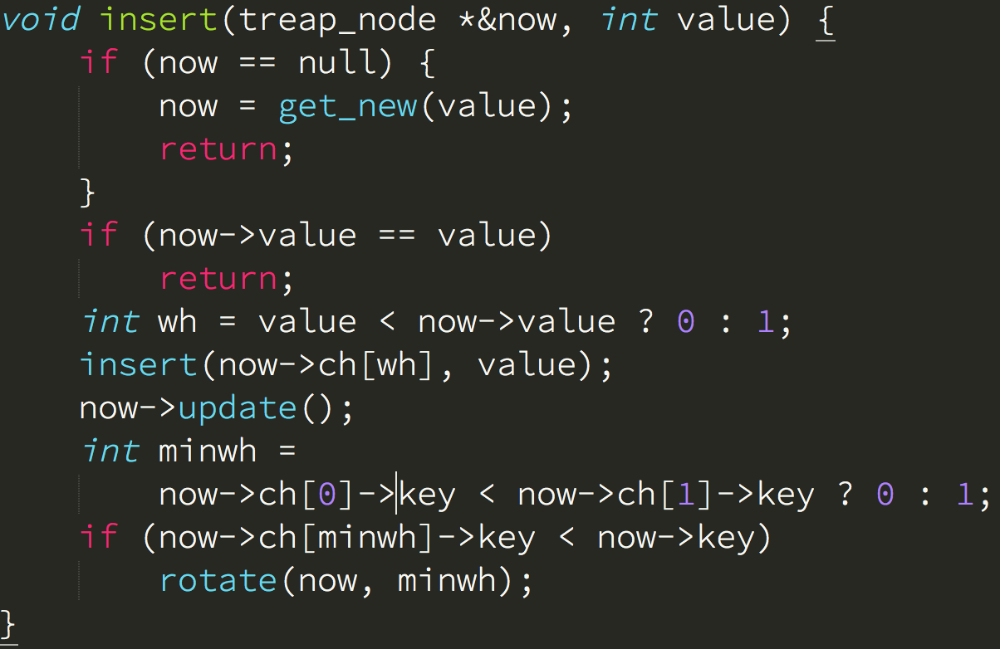 void insert(treap_node *&now, int value) {
    if (now == null) {
        now = get_new(value);
        return;
    }
    if (now->value == value)
        return;
    int wh = value < now->value ? 0 : 1;
    insert(now->ch[wh], value);
    now->update();
    int minwh =
        now->ch[0]->key < now->ch[1]->key ? 0 : 1;
    if (now->ch[minwh]->key < now->key)
        rotate(now, minwh);
}